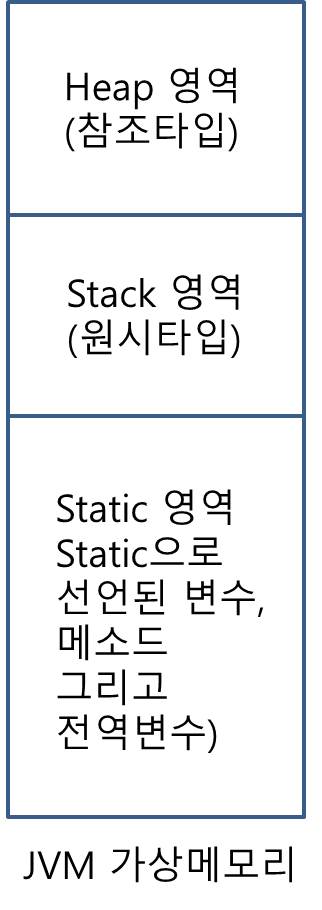 Heap 영역
(참조타입)
Stack 영역
(원시타입)
Static 영역
Static으로
선언된 변수,
메소드
그리고
전역변수)
JVM 가상메모리